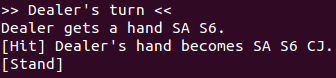 >> Dealer's turn <<
Dealer gets a hand SA S6.
[Hit] Dealer's hand becomes SA S6 CJ.
[Stand]